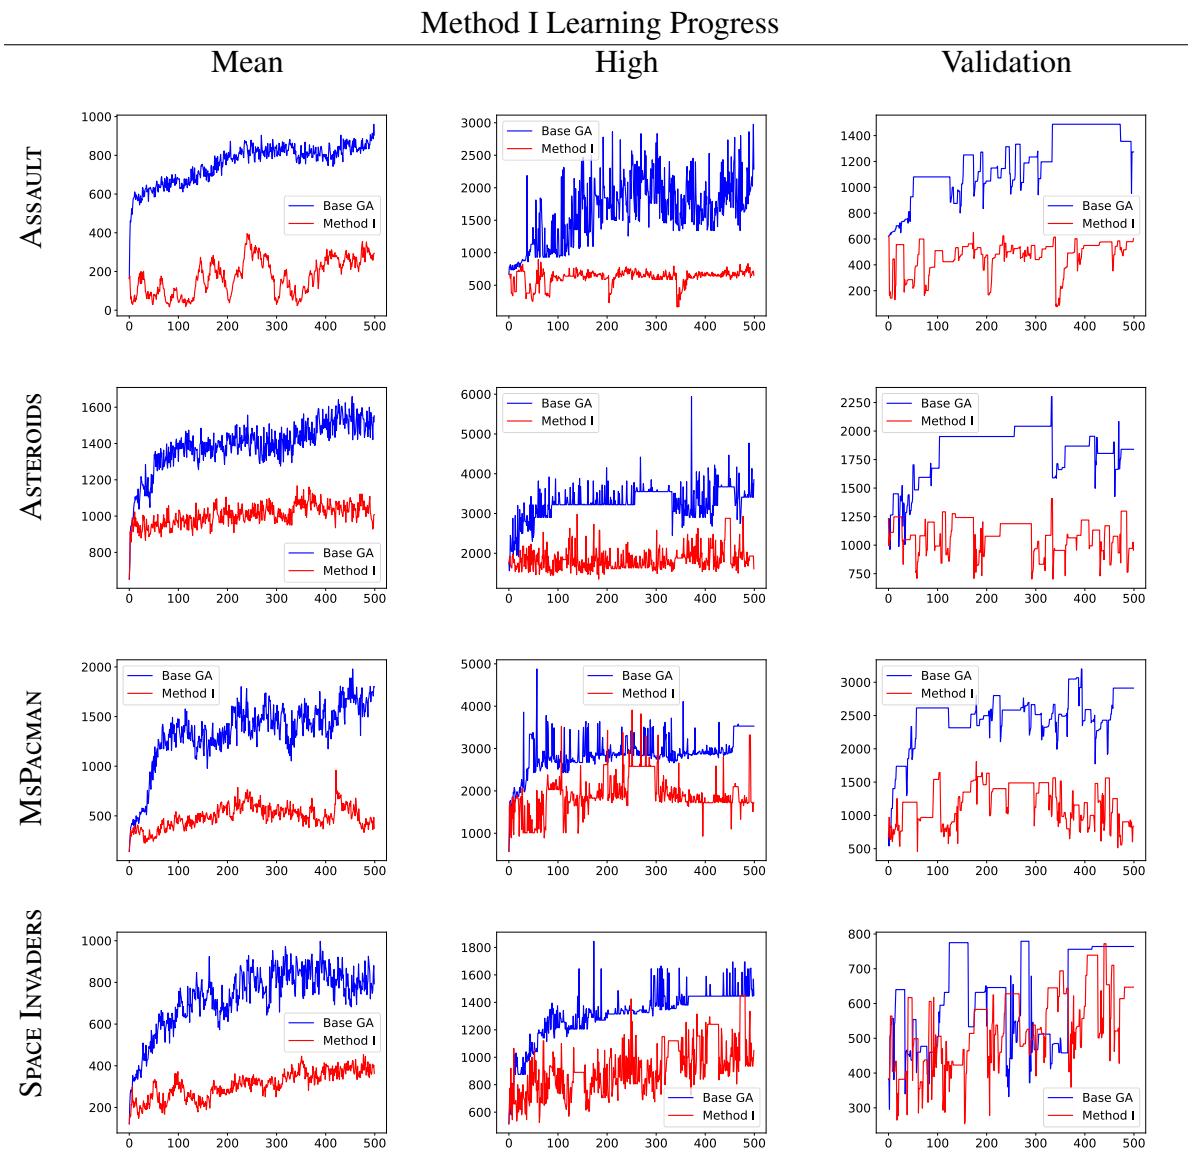 Method I Learning Progress
Mean High Validation
ASSAULT
1000
800
600
400
200
0
Base GA
Method I
0 100 200 300 400 500
3000
2500
2000
1500
1000
500
Base GA
Method I
0 100 200 300 400 500
1400
1200
1000
800
600
400
200
Base GA
Method I
0 100 200 300 400 500
ASTEROIDS
1600
1400
1200
1000
800
Base GA
Method I
0 100 200 300 400 500
6000
5000
4000
3000
2000
Base GA
Method I
0 100 200 300 400 500
2250
2000
1750
1500
1250
1000
750
Base GA
Method I
0 100 200 300 400 500
MSPACMAN
2000
1500
1000
500
Base GA
Method I
0 100 200 300 400 500
5000
4000
3000
2000
1000
Base GA
Method I
0 100 200 300 400 500
3000
2500
2000
1500
1000
500
Base GA
Method I
0 100 200 300 400 500
SPACE INVADERS
1000
800
600
400
200
Base GA
Method I
0 100 200 300 400 500
1800
1600
1400
1200
1000
800
600
Base GA
Method I
0 100 200 300 400 500
800
700
600
500
400
300
Base GA
Method I
0 100 200 300 400 500